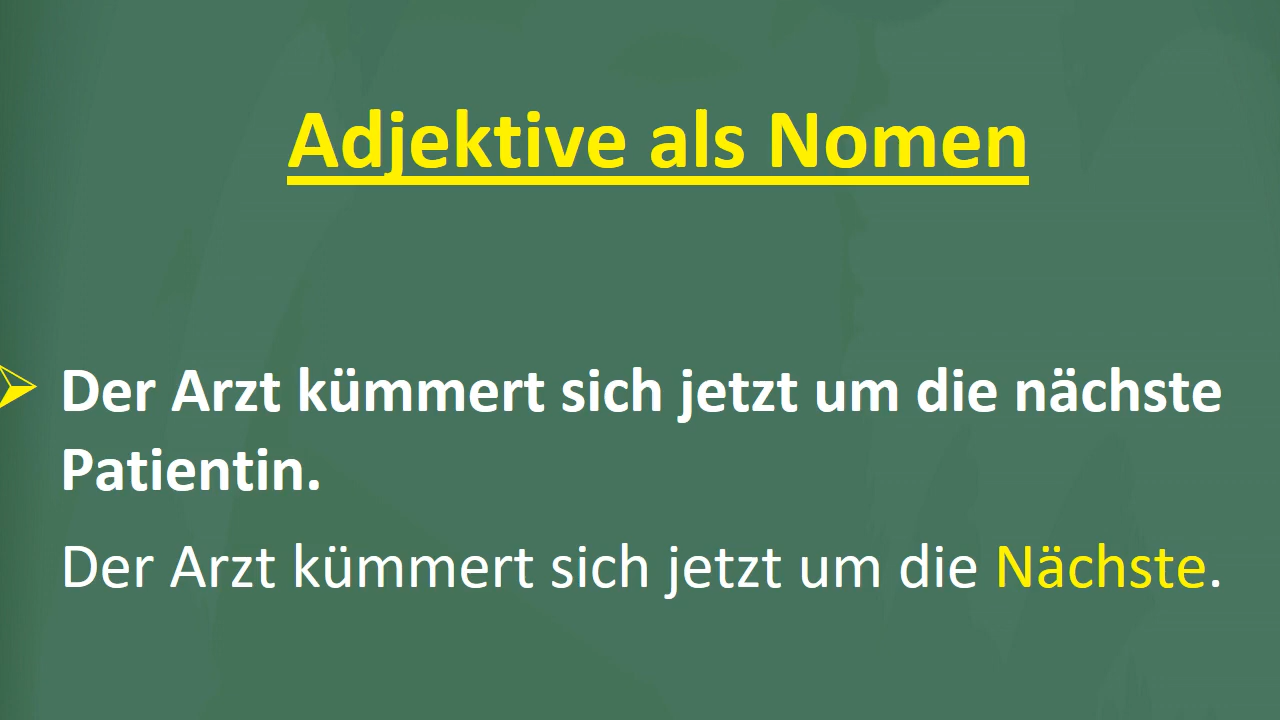 Adjektive als Nomen
Der Arzt kümmert sich jetzt um die nächste
Patientin.
Der Arzt kümmert sich jetzt um die Nächste.